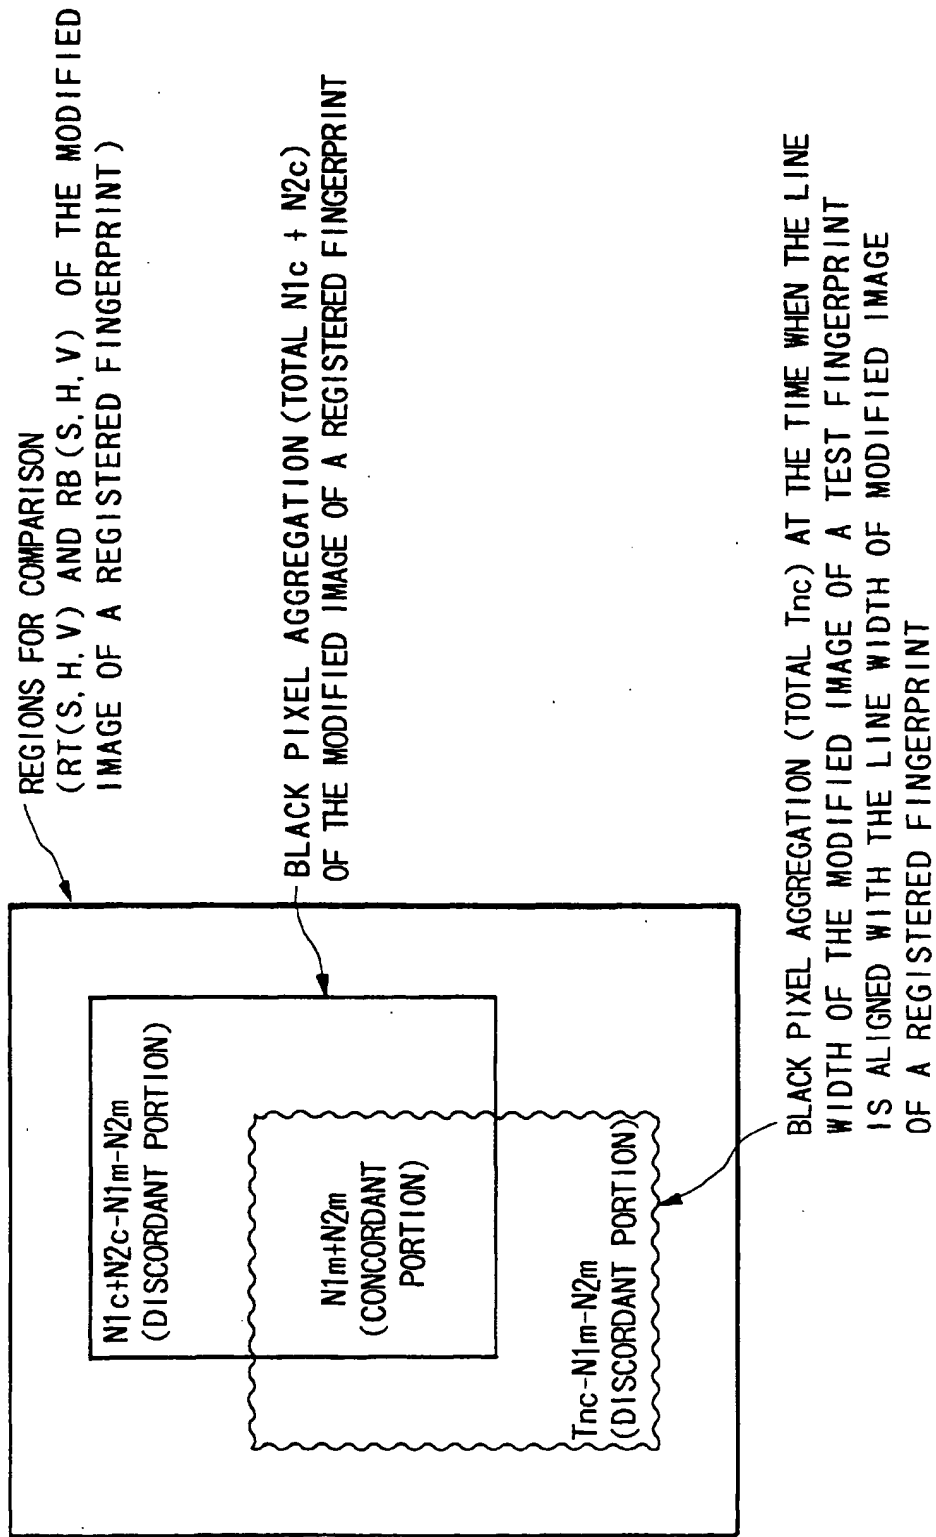 REGIONS FOR COMPARISON
(RT(S, H, V) AND RB(S, H, V) OF THE MODIFIED
IMAGE OF A REGISTERED FINGERPRINT)
BLACK PIXEL AGGREGATION (TOTAL N1c + N2c)
OF THE MODIFIED IMAGE OF A REGISTERED FINGERPRINT
N1c+N2c-N1m-N2m
(DISCORDANT PORTION)
N1m+N2m
(CONCORDANT
PORTION)
Tnc-N1m-N2m
(DISCORDANT PORTION)
BLACK PIXEL AGGREGATION (TOTAL Tnc) AT THE TIME WHEN THE LINE
WIDTH OF THE MODIFIED IMAGE OF A TEST FINGERPRINT
IS ALIGNED WITH THE LINE WIDTH OF MODIFIED IMAGE
OF A REGISTERED FINGERPRINT